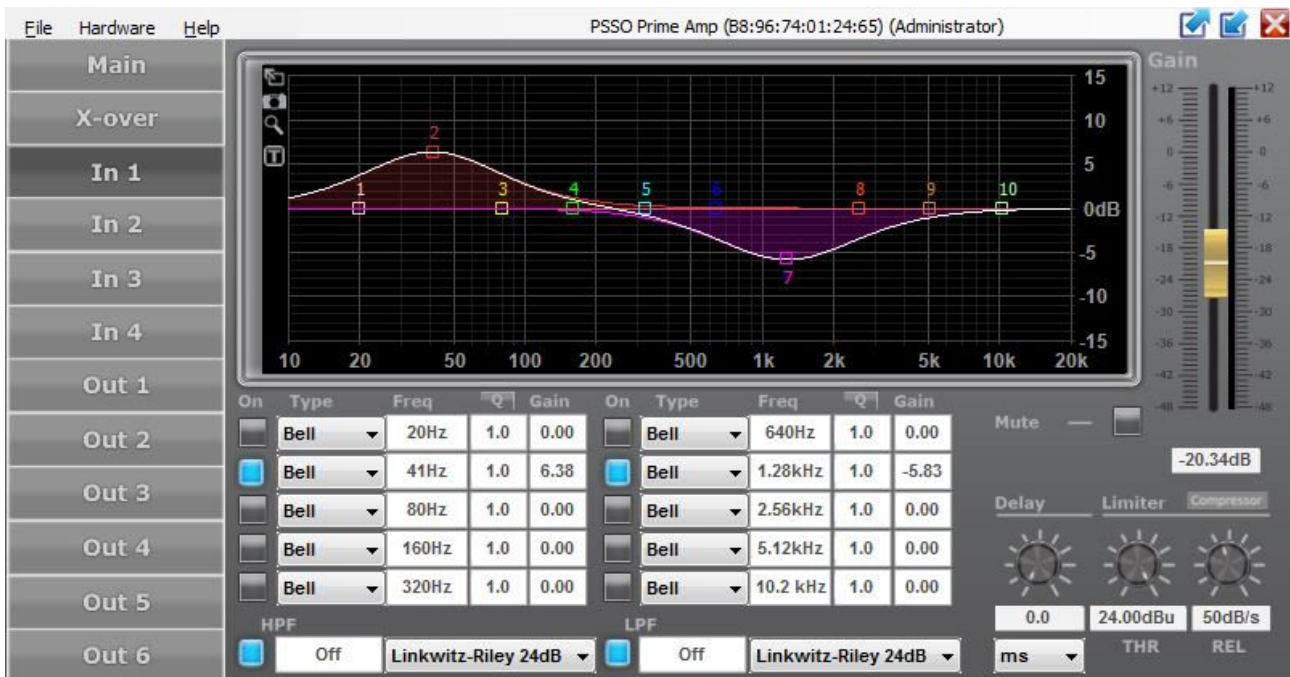 File Hardware Help PSSO Prime Amp (B8:96:74:01:24:65) (Administrator)
Main
X-over
In 1
In 2
In 3
In 4
Out 1
Out 2
Out 3
Out 4
Out 5
Out 6
T
1 2 3 4 5 6 7 8 9 10
15
10
5
0dB
-5
-10
-15
10 20 50 100 200 500 1k 2k 5k 10k 20k
Gain
+12 +12
+6 +6
0 0
-6 -6
-12 -12
-18 -18
-24 -24
-30 -30
-36 -36
-42 -42
-48 -48
On Type Freq Q Gain On Type Freq Q Gain
Bell 20Hz 1.0 0.00 Bell 640Hz 1.0 0.00
Bell 41Hz 1.0 6.38 Bell 1.28kHz 1.0 -5.83
Bell 80Hz 1.0 0.00 Bell 2.56kHz 1.0 0.00
Bell 160Hz 1.0 0.00 Bell 5.12kHz 1.0 0.00
Bell 320Hz 1.0 0.00 Bell 10.2 kHz 1.0 0.00
HPF LPF
Off Linkwitz-Riley 24dB Off Linkwitz-Riley 24dB
Mute
-20.34dB
Delay Limiter Compressor
0.0 24.00dBu 50dB/s
ms THR REL